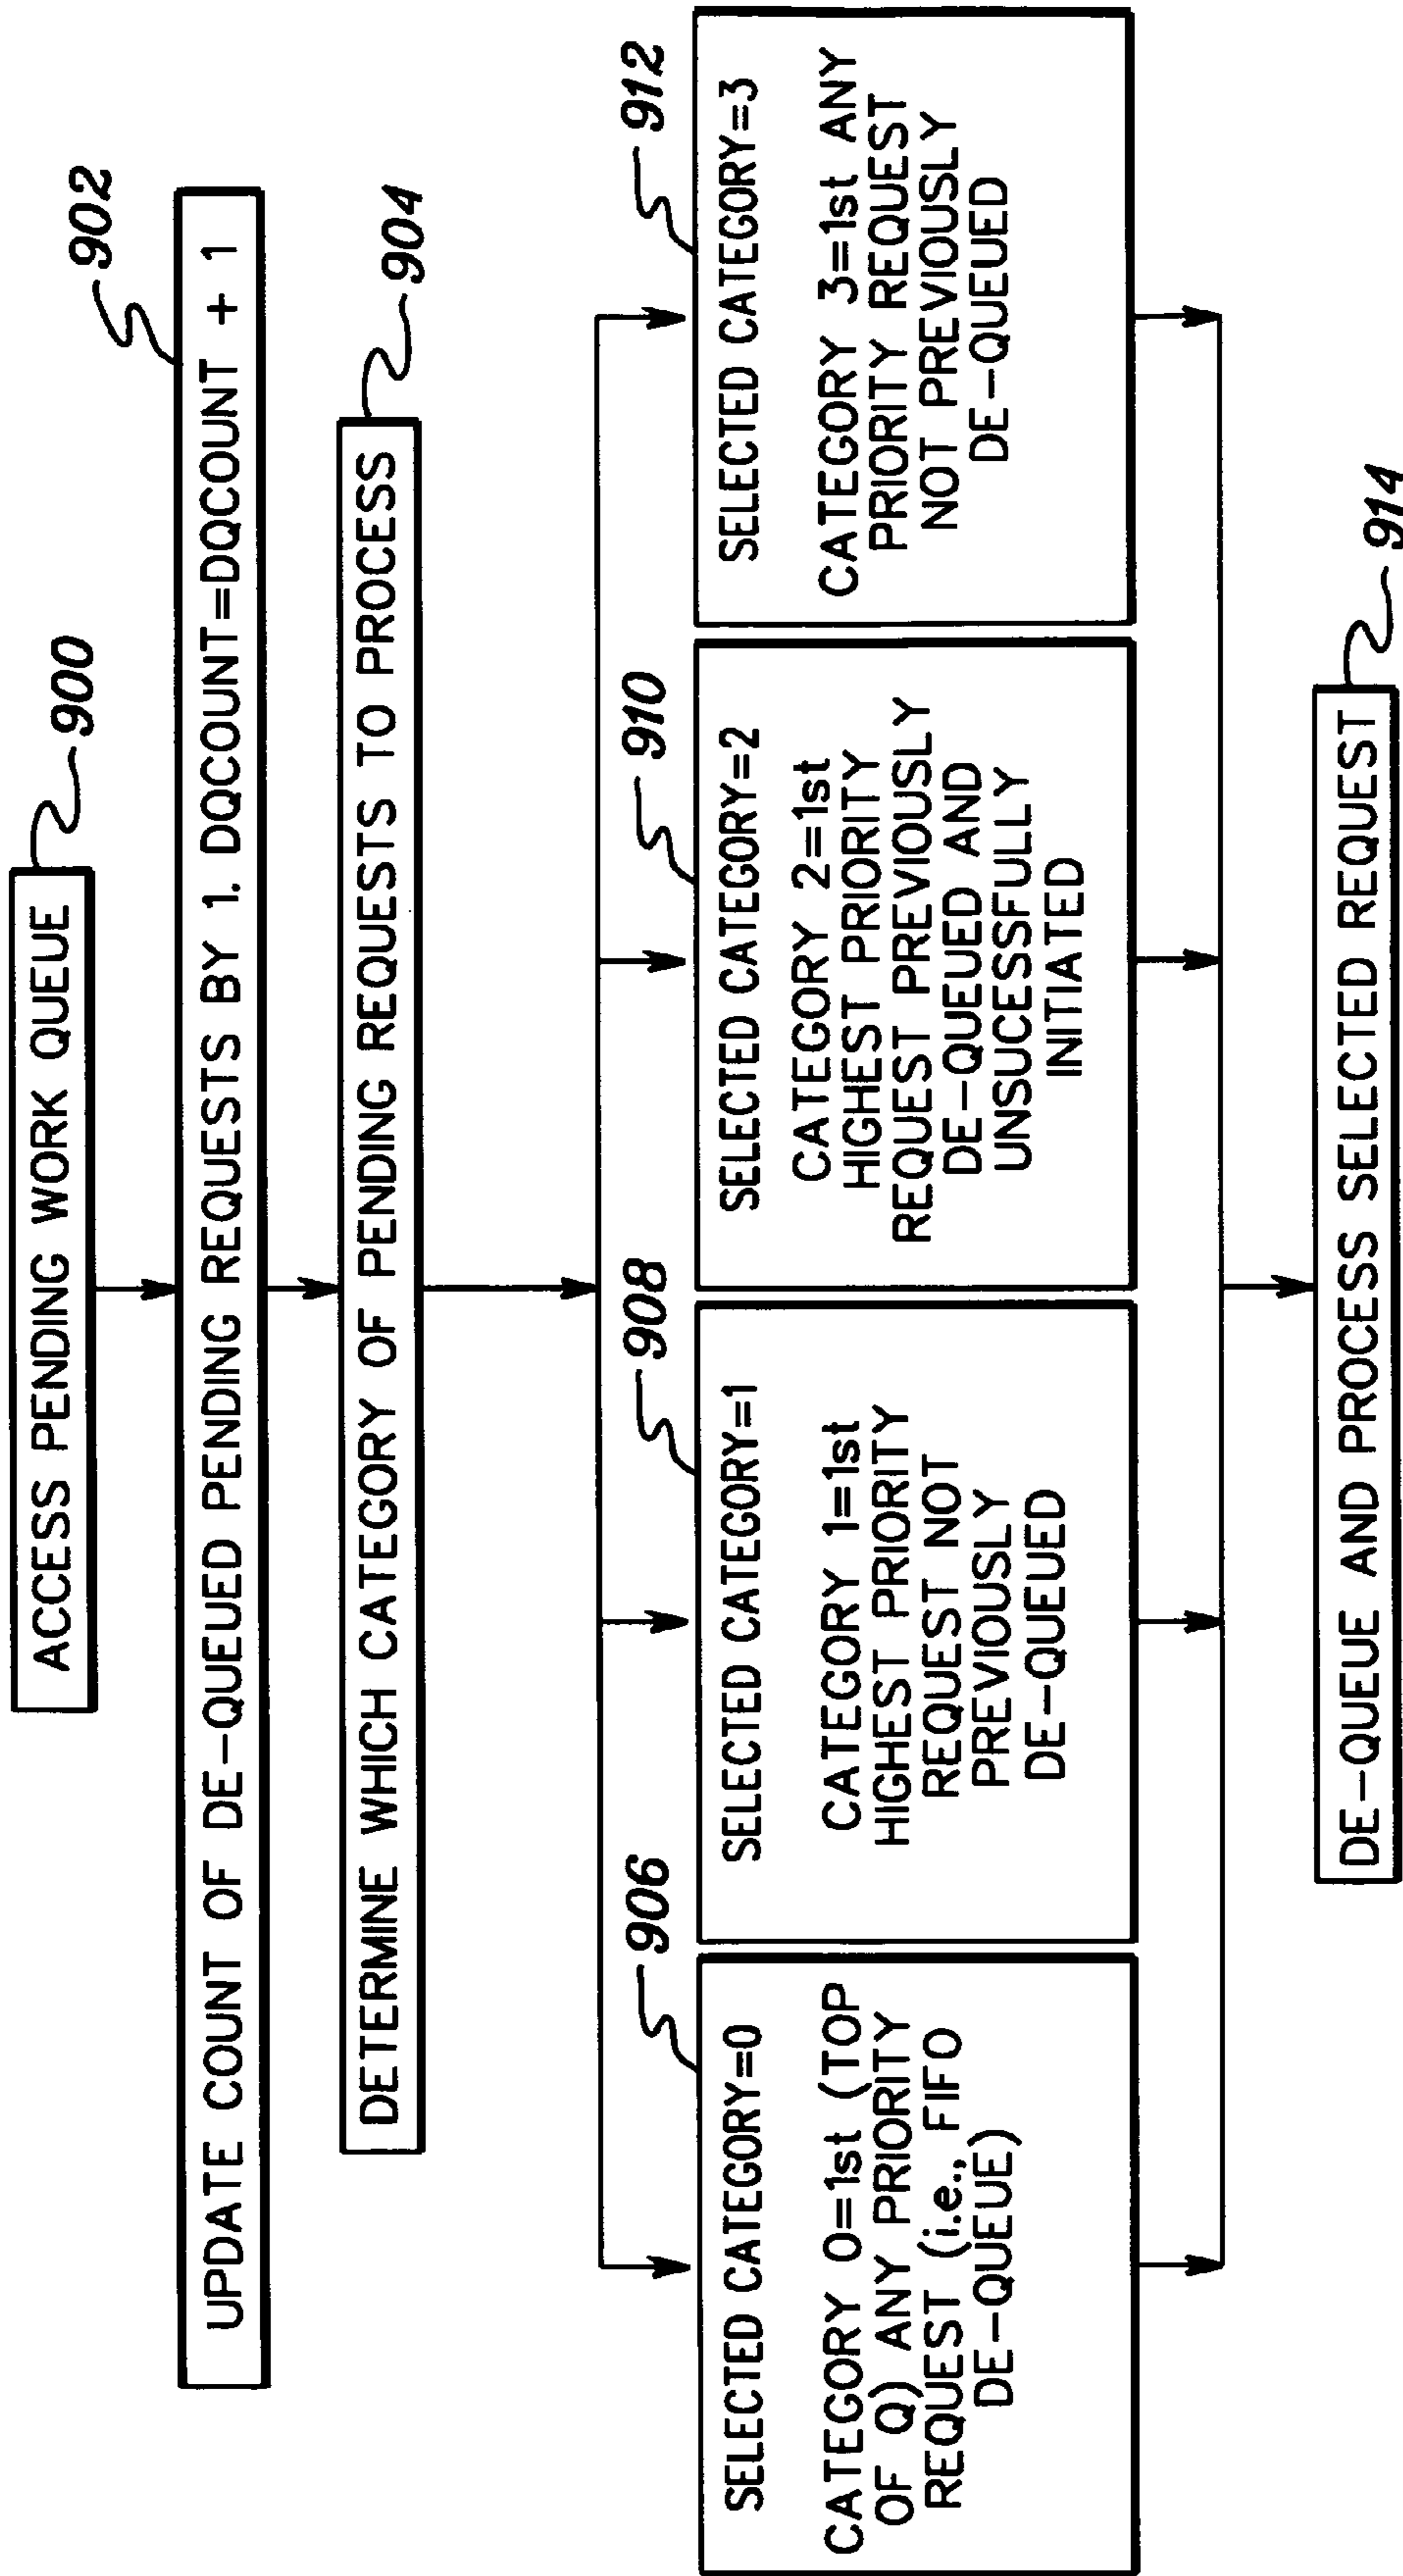 ACCESS PENDING WORK QUEUE
900
UPDATE COUNT OF DE-QUEUED PENDING REQUESTS BY 1. DQCOUNT=DQCOUNT + 1
902
DETERMINE WHICH CATEGORY OF PENDING REQUESTS TO PROCESS
904
906
SELECTED CATEGORY=0
CATEGORY 0=1st (TOP
OF Q) ANY PRIORITY
REQUEST (i.e., FIFO
DE-QUEUE)
908
SELECTED CATEGORY=1
CATEGORY 1=1st
HIGHEST PRIORITY
REQUEST NOT
PREVIOUSLY
DE-QUEUED
910
SELECTED CATEGORY=2
CATEGORY 2=1st
HIGHEST PRIORITY
REQUEST PREVIOUSLY
DE-QUEUED AND
UNSUCESSFULLY
INITIATED
912
SELECTED CATEGORY=3
CATEGORY 3=1st ANY
PRIORITY REQUEST
NOT PREVIOUSLY
DE-QUEUED
DE-QUEUE AND PROCESS SELECTED REQUEST
914